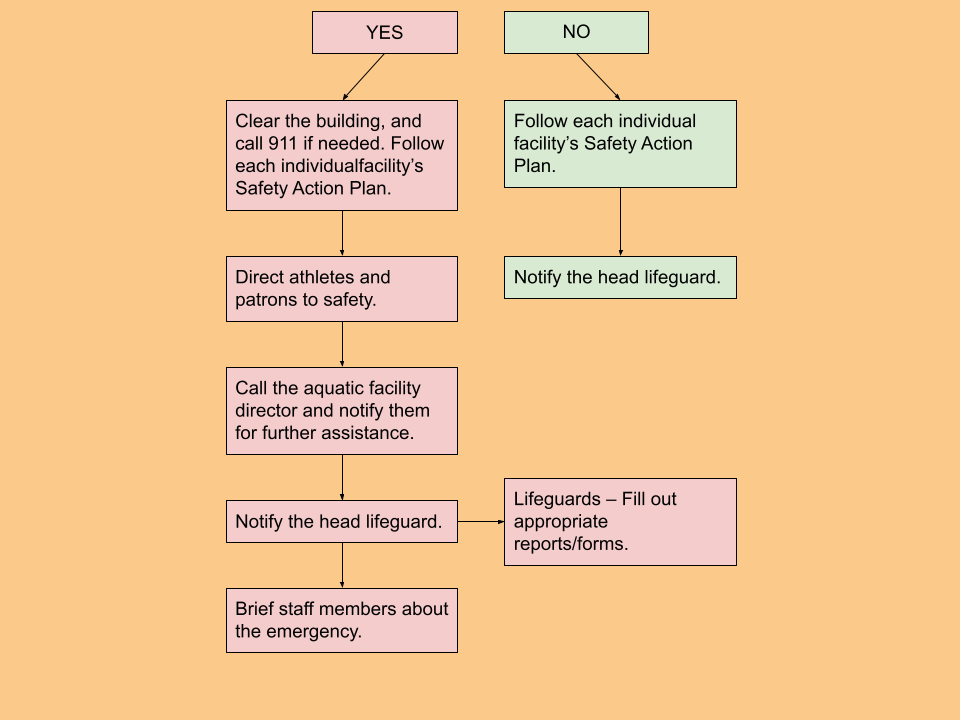 YES
NO
Clear the building, and
call 911 if needed. Follow
each individualfacility’s
Safety Action Plan.
Follow each individual
facility’s Safety Action
Plan.
Direct athletes and
patrons to safety.
Notify the head lifeguard.
Call the aquatic facility
director and notify them
for further assistance.
Notify the head lifeguard.
Lifeguards – Fill out
appropriate
reports/forms.
Brief staff members about
the emergency.